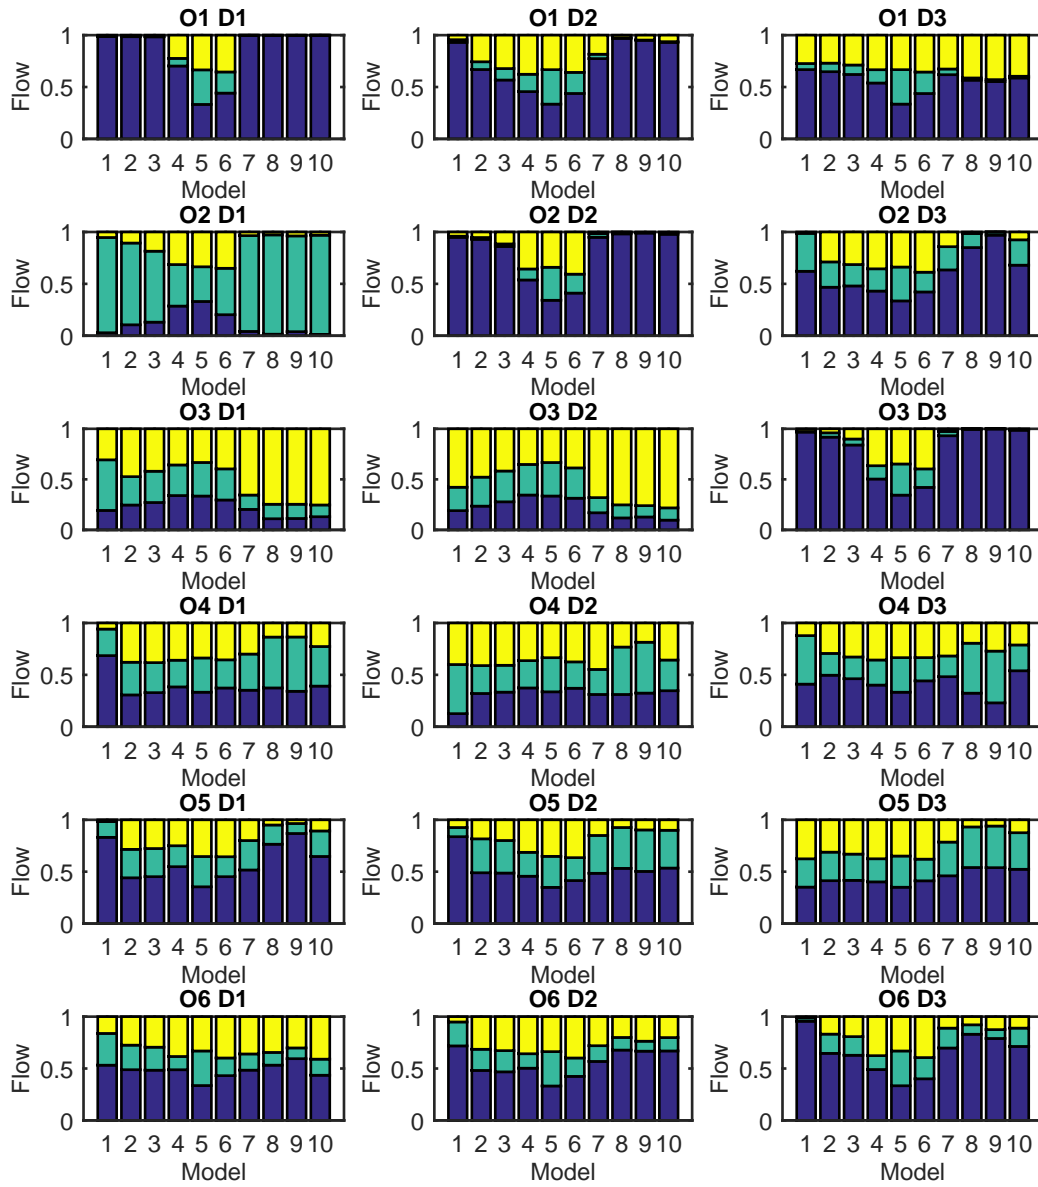 O1 D1 O1 D2 O1 D3
1 1 1
Flow 0.5 Flow 0.5 Flow 0.5
0 0 0
1 2 3 4 5 6 7 8 9 10 1 2 3 4 5 6 7 8 9 10 1 2 3 4 5 6 7 8 9 10
Model Model Model
O2 D1 O2 D2 O2 D3
1 1 1
Flow 0.5 Flow 0.5 Flow 0.5
0 0 0
1 2 3 4 5 6 7 8 9 10 1 2 3 4 5 6 7 8 9 10 1 2 3 4 5 6 7 8 9 10
Model Model Model
O3 D1 O3 D2 O3 D3
1 1 1
Flow 0.5 Flow 0.5 Flow 0.5
0 0 0
1 2 3 4 5 6 7 8 9 10 1 2 3 4 5 6 7 8 9 10 1 2 3 4 5 6 7 8 9 10
Model Model Model
O4 D1 O4 D2 O4 D3
1 1 1
Flow 0.5 Flow 0.5 Flow 0.5
0 0 0
1 2 3 4 5 6 7 8 9 10 1 2 3 4 5 6 7 8 9 10 1 2 3 4 5 6 7 8 9 10
Model Model Model
O5 D1 O5 D2 O5 D3
1 1 1
Flow 0.5 Flow 0.5 Flow 0.5
0 0 0
1 2 3 4 5 6 7 8 9 10 1 2 3 4 5 6 7 8 9 10 1 2 3 4 5 6 7 8 9 10
Model Model Model
O6 D1 O6 D2 O6 D3
1 1 1
Flow 0.5 Flow 0.5 Flow 0.5
0 0 0
1 2 3 4 5 6 7 8 9 10 1 2 3 4 5 6 7 8 9 10 1 2 3 4 5 6 7 8 9 10
Model Model Model